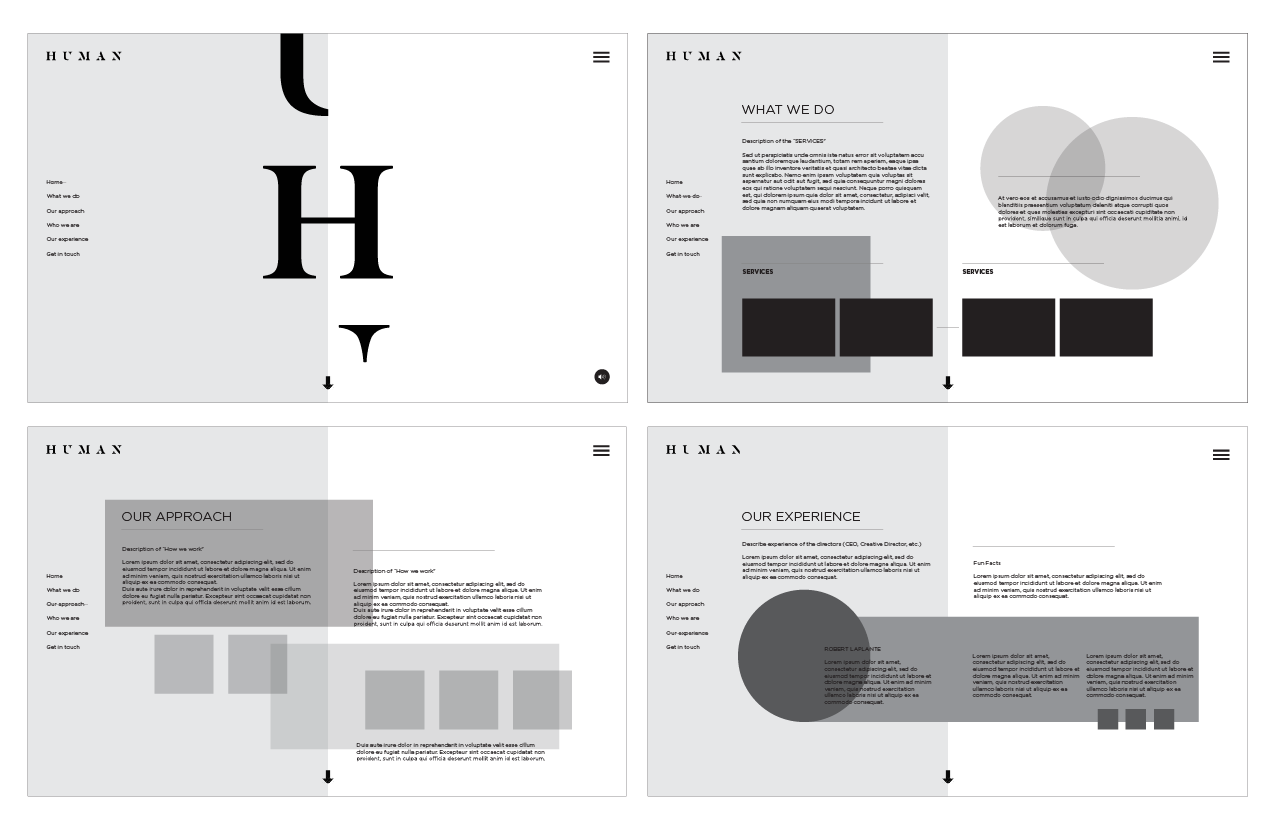 HUMAN
U
H
Home
What we do
Our approach
Who we are
Our experience
Get in touch
HUMAN
WHAT WE DO
Description of the "SERVICES"
Sed ut perspiciatis unde omnis iste natus error sit voluptatem accu
santium doloremque laudantium, totam rem aperiam, eaque ipsa
quae ab illo inventore veritatis et quasi architecto beatae vitae dicta
sunt explicabo. Nemo enim ipsam voluptatem quia voluptas sit
aspernatur aut odit aut fugit, sed quia consequuntur magni dolores
eos qui ratione voluptatem sequi nesciunt. Neque porro quisquam
est, qui dolorem ipsum quia dolor sit amet, consectetur, adipisci velit,
sed quia non numquam eius modi tempora incidunt ut labore et
dolore magnam aliquam quaerat voluptatem.
Home
What we do
Our approach
Who we are
Our experience
Get in touch
At vero eos et accusamus et iusto odio dignissimos ducimus qui
blanditiis praesentium voluptatum deleniti atque corrupti quos
dolores et quas molestias excepturi sint occaecati cupiditate non
provident, similique sunt in culpa qui officia deserunt mollitia animi, id
est laborum et dolorum fuga.
SERVICES
SERVICES
HUMAN
OUR APPROACH
Description of "How we work"
Lorem ipsum dolor sit amet, consectetur adipiscing elit, sed do
eiusmod tempor incididunt ut labore et dolore magna aliqua. Ut enim
ad minim veniam, quis nostrud exercitation ullamco laboris nisi ut
aliquip ex ea commodo consequat.
Duis aute irure dolor in reprehenderit in voluptate velit esse cillum
dolore eu fugiat nulla pariatur. Excepteur sint occaecat cupidatat non
proident, sunt in culpa qui officia deserunt mollit anim id est laborum.
Home
What we do
Our approach
Who we are
Our experience
Get in touch
Description of "How we work"
Lorem ipsum dolor sit amet, consectetur adipiscing elit, sed do
eiusmod tempor incididunt ut labore et dolore magna aliqua. Ut enim
ad minim veniam, quis nostrud exercitation ullamco laboris nisi ut
aliquip ex ea commodo consequat.
Duis aute irure dolor in reprehenderit in voluptate velit esse cillum
dolore eu fugiat nulla pariatur. Excepteur sint occaecat cupidatat non
proident, sunt in culpa qui officia deserunt mollit anim id est laborum.
Duis aute irure dolor in reprehenderit in voluptate velit esse cillum
dolore eu fugiat nulla pariatur. Excepteur sint occaecat cupidatat non
proident, sunt in culpa qui officia deserunt mollit anim id est laborum.
HUMAN
OUR EXPERIENCE
Describe experience of the directors (CEO, Creative Director, etc.)
Lorem ipsum dolor sit amet, consectetur adipiscing elit, sed do
eiusmod tempor incididunt ut labore et dolore magna aliqua. Ut enim
ad minim veniam, quis nostrud exercitation ullamco laboris nisi ut
aliquip ex ea commodo consequat.
Home
What we do
Our approach
Who we are
Our experience
Get in touch
Fun Facts
Lorem ipsum dolor sit amet, consectetur adipiscing elit, sed do
eiusmod tempor incididunt ut labore et dolore magna aliqua. Ut enim
ad minim veniam, quis nostrud exercitation ullamco laboris nisi ut
aliquip ex ea commodo consequat.
ROBERT LAPLANTE
Lorem ipsum dolor sit amet,
consectetur adipiscing elit, sed do
eiusmod tempor incididunt ut labore et
dolore magna aliqua. Ut enim ad minim
veniam, quis nostrud exercitation
ullamco laboris nisi ut aliquip ex ea
commodo consequat.
Lorem ipsum dolor sit amet,
consectetur adipiscing elit, sed do
eiusmod tempor incididunt ut labore et
dolore magna aliqua. Ut enim ad minim
veniam, quis nostrud exercitation
ullamco laboris nisi ut aliquip ex ea
commodo consequat.
Lorem ipsum dolor sit amet,
consectetur adipiscing elit, sed do
eiusmod tempor incididunt ut labore et
dolore magna aliqua. Ut enim ad minim
veniam, quis nostrud exercitation
ullamco laboris nisi ut aliquip ex ea
commodo consequat.